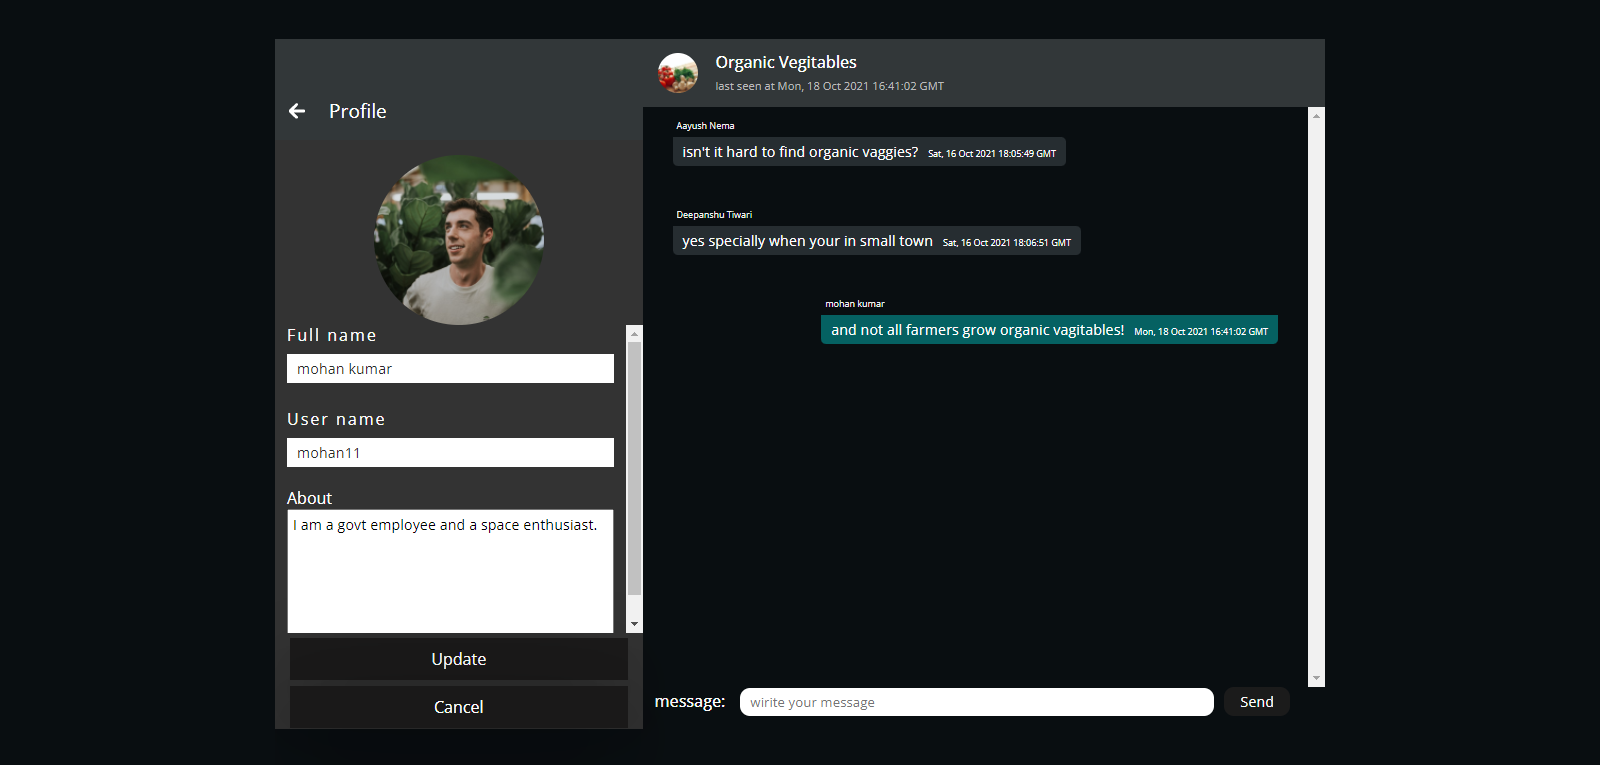 Profile
Full name
mohan kumar
User name
mohan11
About
I am a govt employee and a space enthusiast.
Update
Cancel
Organic Vegitables
last seen at Mon, 18 Oct 2021 16:41:02 GMT
Aayush Nema
isn't it hard to find organic vaggies? Sat, 16 Oct 2021 18:05:49 GMT
Deepanshu Tiwari
yes specially when your in small town Sat, 16 Oct 2021 18:06:51 GMT
mohan kumar
and not all farmers grow organic vagitables! Mon, 18 Oct 2021 16:41:02 GMT
message: wirite your message Send